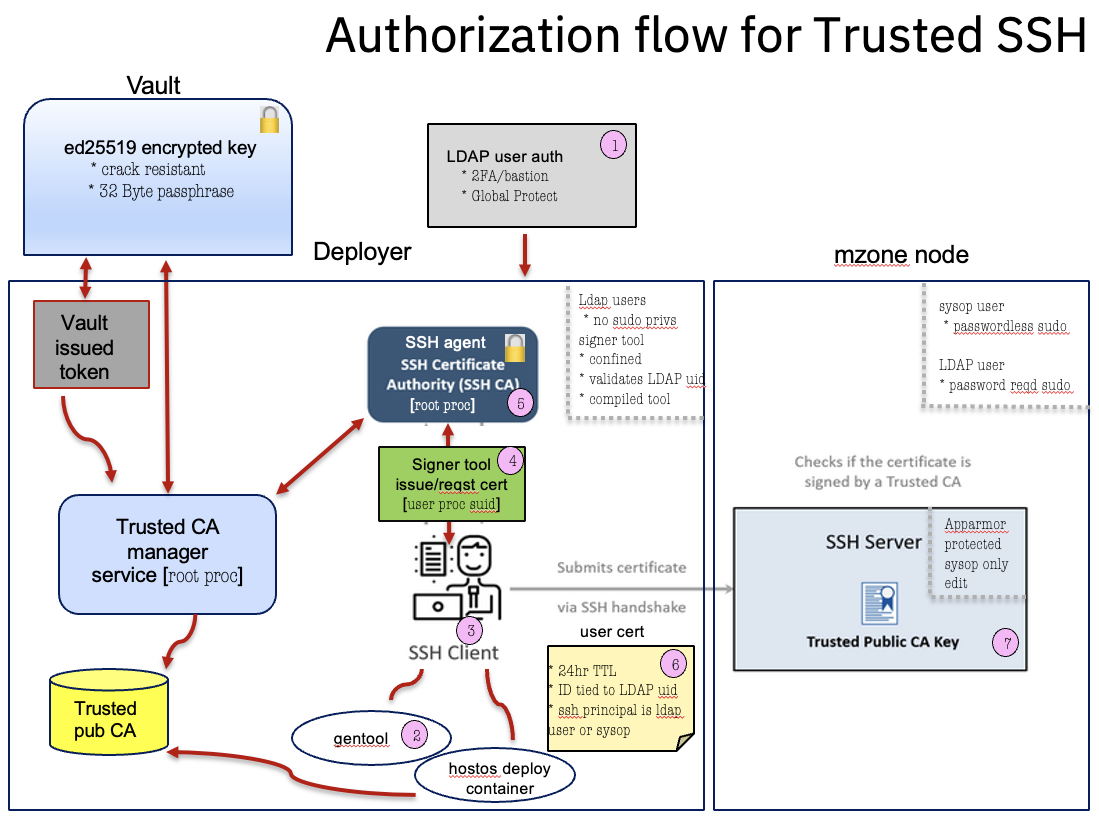 Authorization flow for Trusted SSH
Vault
ed25519 encrypted key
* crack resistant
* 32 Byte passphrase
LDAP user auth
* 2FA/bastion
* Global Protect
1
Deployer
mzone node
Vault
issued
token
SSH agent
SSH Certificate
Authority (SSH CA)
[root proc]
5
Ldap users
* no sudo privs
signer tool
* confined
* validates LDAP uid
* compiled tool
sysop user
* passwordless sudo
LDAP user
* password reqd sudo
Signer tool
issue/reqst cert
[user proc suid]
4
Checks if the certificate is
signed by a Trusted CA
Trusted CA
manager
service [root proc]
SSH Server
Apparmor
protected
sysop only
edit
Trusted Public CA Key
7
Submits certificate
via SSH handshake
3
SSH Client
user cert
6
* 24hr TTL
* ID tied to LDAP uid
* ssh principal is ldap
user or sysop
Trusted
pub CA
gentool
2
hostos deploy
container